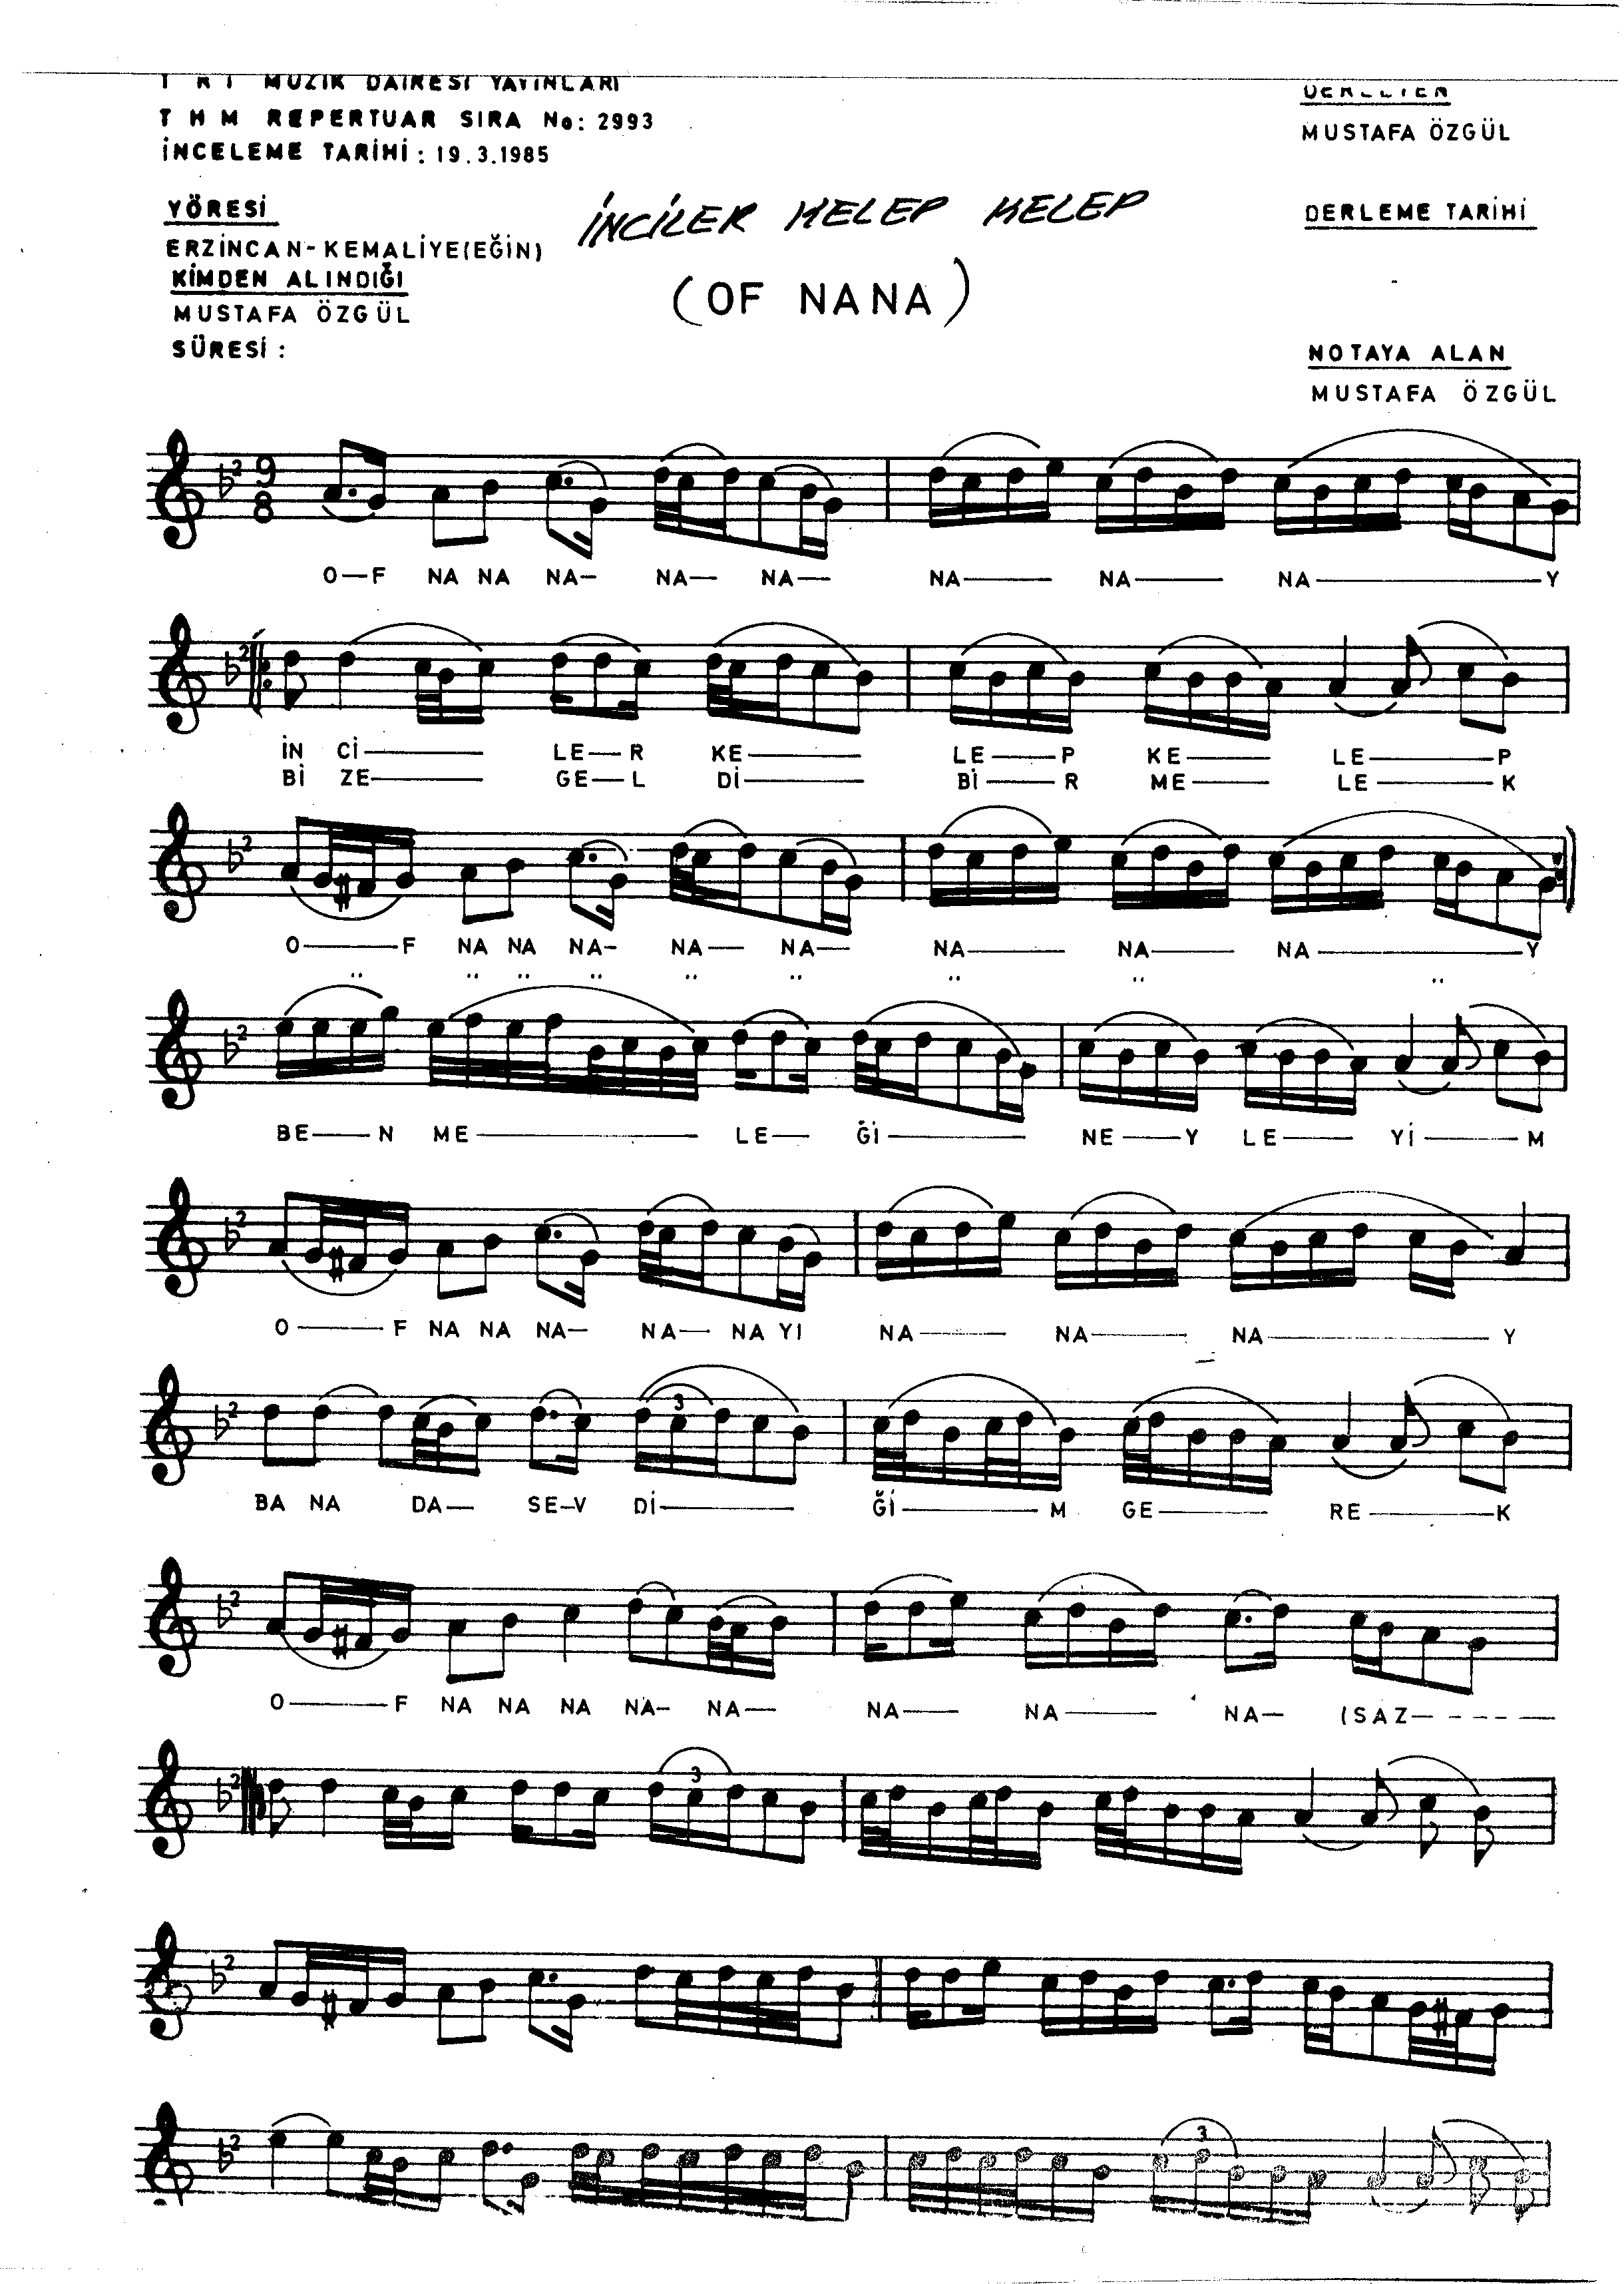 T R T MÜZİK DAİRESİ YAYINLARI
T H M REPERTUAR SIRA No: 2993
İNCELEME TARİHİ : 19.3.1985
DERLEYEN
MUSTAFA ÖZGÜL
YÖRESİ
ERZİNCAN-KEMALİYE(EĞİN)
KİMDEN ALINDIĞI
MUSTAFA ÖZGÜL
SÜRESİ :
İNCİLER KELEP KELEP
(OF NANA)
DERLEME TARİHİ
NOTAYA ALAN
MUSTAFA ÖZGÜL
9
8
O—F NA NA NA— NA— NA— NA— NA— NA—Y
İN Cİ— LE—R KE— LE—P KE— LE—P
Bİ ZE— GE—L Dİ— Bİ—R ME— LE—K
O—F NA NA NA— NA— NA— NA— NA— NA—Y
BE—N ME— LE— Ğİ— NE—Y LE— Yİ—M
O—F NA NA NA— NA— NA YI NA— NA— NA—Y
3
BA NA DA— SE—V Dİ— Ğİ—M GE— RE—K
O—F NA NA NA NA— NA— NA— NA— NA— (SAZ-----
3
3